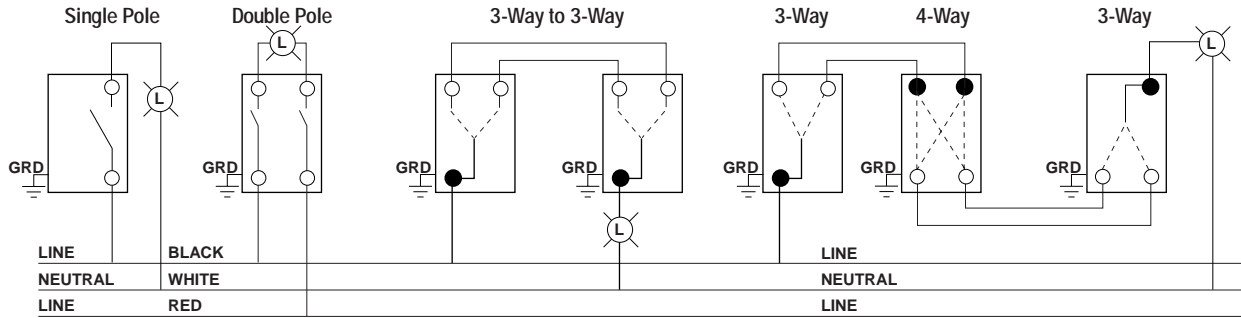 Single Pole Double Pole 3-Way to 3-Way 3-Way 4-Way 3-Way
L
L
L
L
GRD GRD GRD GRD GRD GRD GRD
L
LINE BLACK LINE
NEUTRAL WHITE NEUTRAL
LINE RED LINE